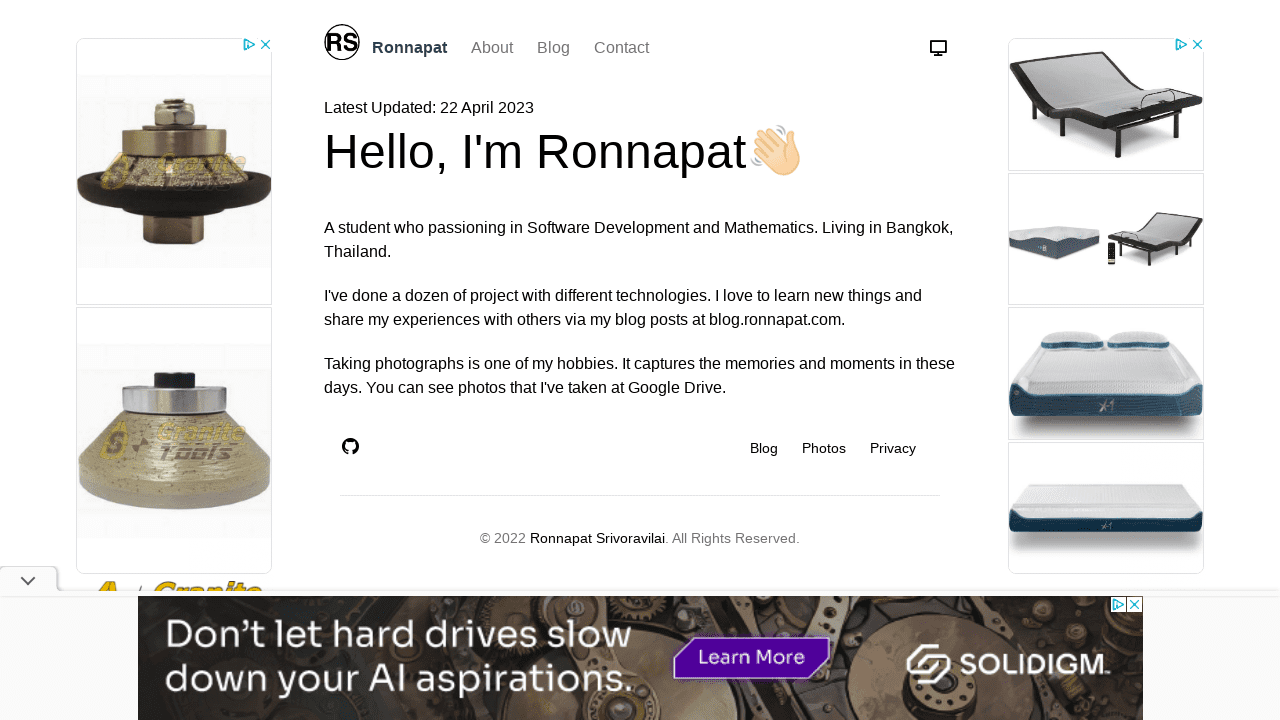 RS
Ronnapat
About
Blog
Contact
Latest Updated: 22 April 2023
Hello, I'm Ronnapat👋🏻
A student who passioning in Software Development and Mathematics. Living in Bangkok,
Thailand.
I've done a dozen of project with different technologies. I love to learn new things and
share my experiences with others via my blog posts at blog.ronnapat.com.
Taking photographs is one of my hobbies. It captures the memories and moments in these
days. You can see photos that I've taken at Google Drive.
Blog
Photos
Privacy
© 2022 Ronnapat Srivoravilai. All Rights Reserved.
Granite
Tools
Don't let hard drives slow
down your AI aspirations.
Learn More
SOLIDIGM